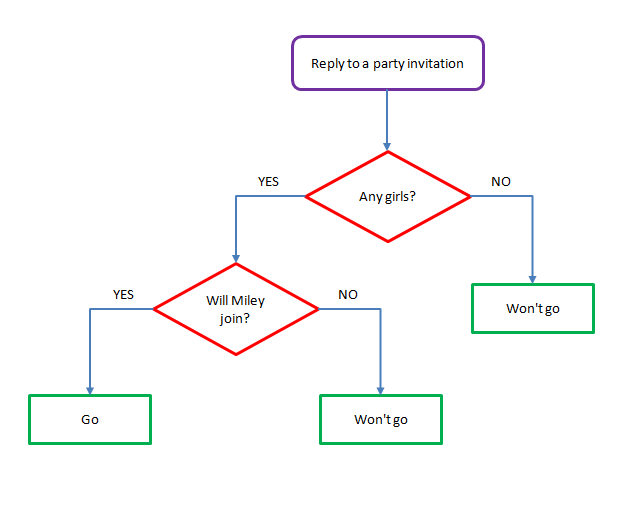 Reply to a party invitation
YES
Any girls?
NO
YES
Will Miley
join?
NO
Won't go
Go
Won't go